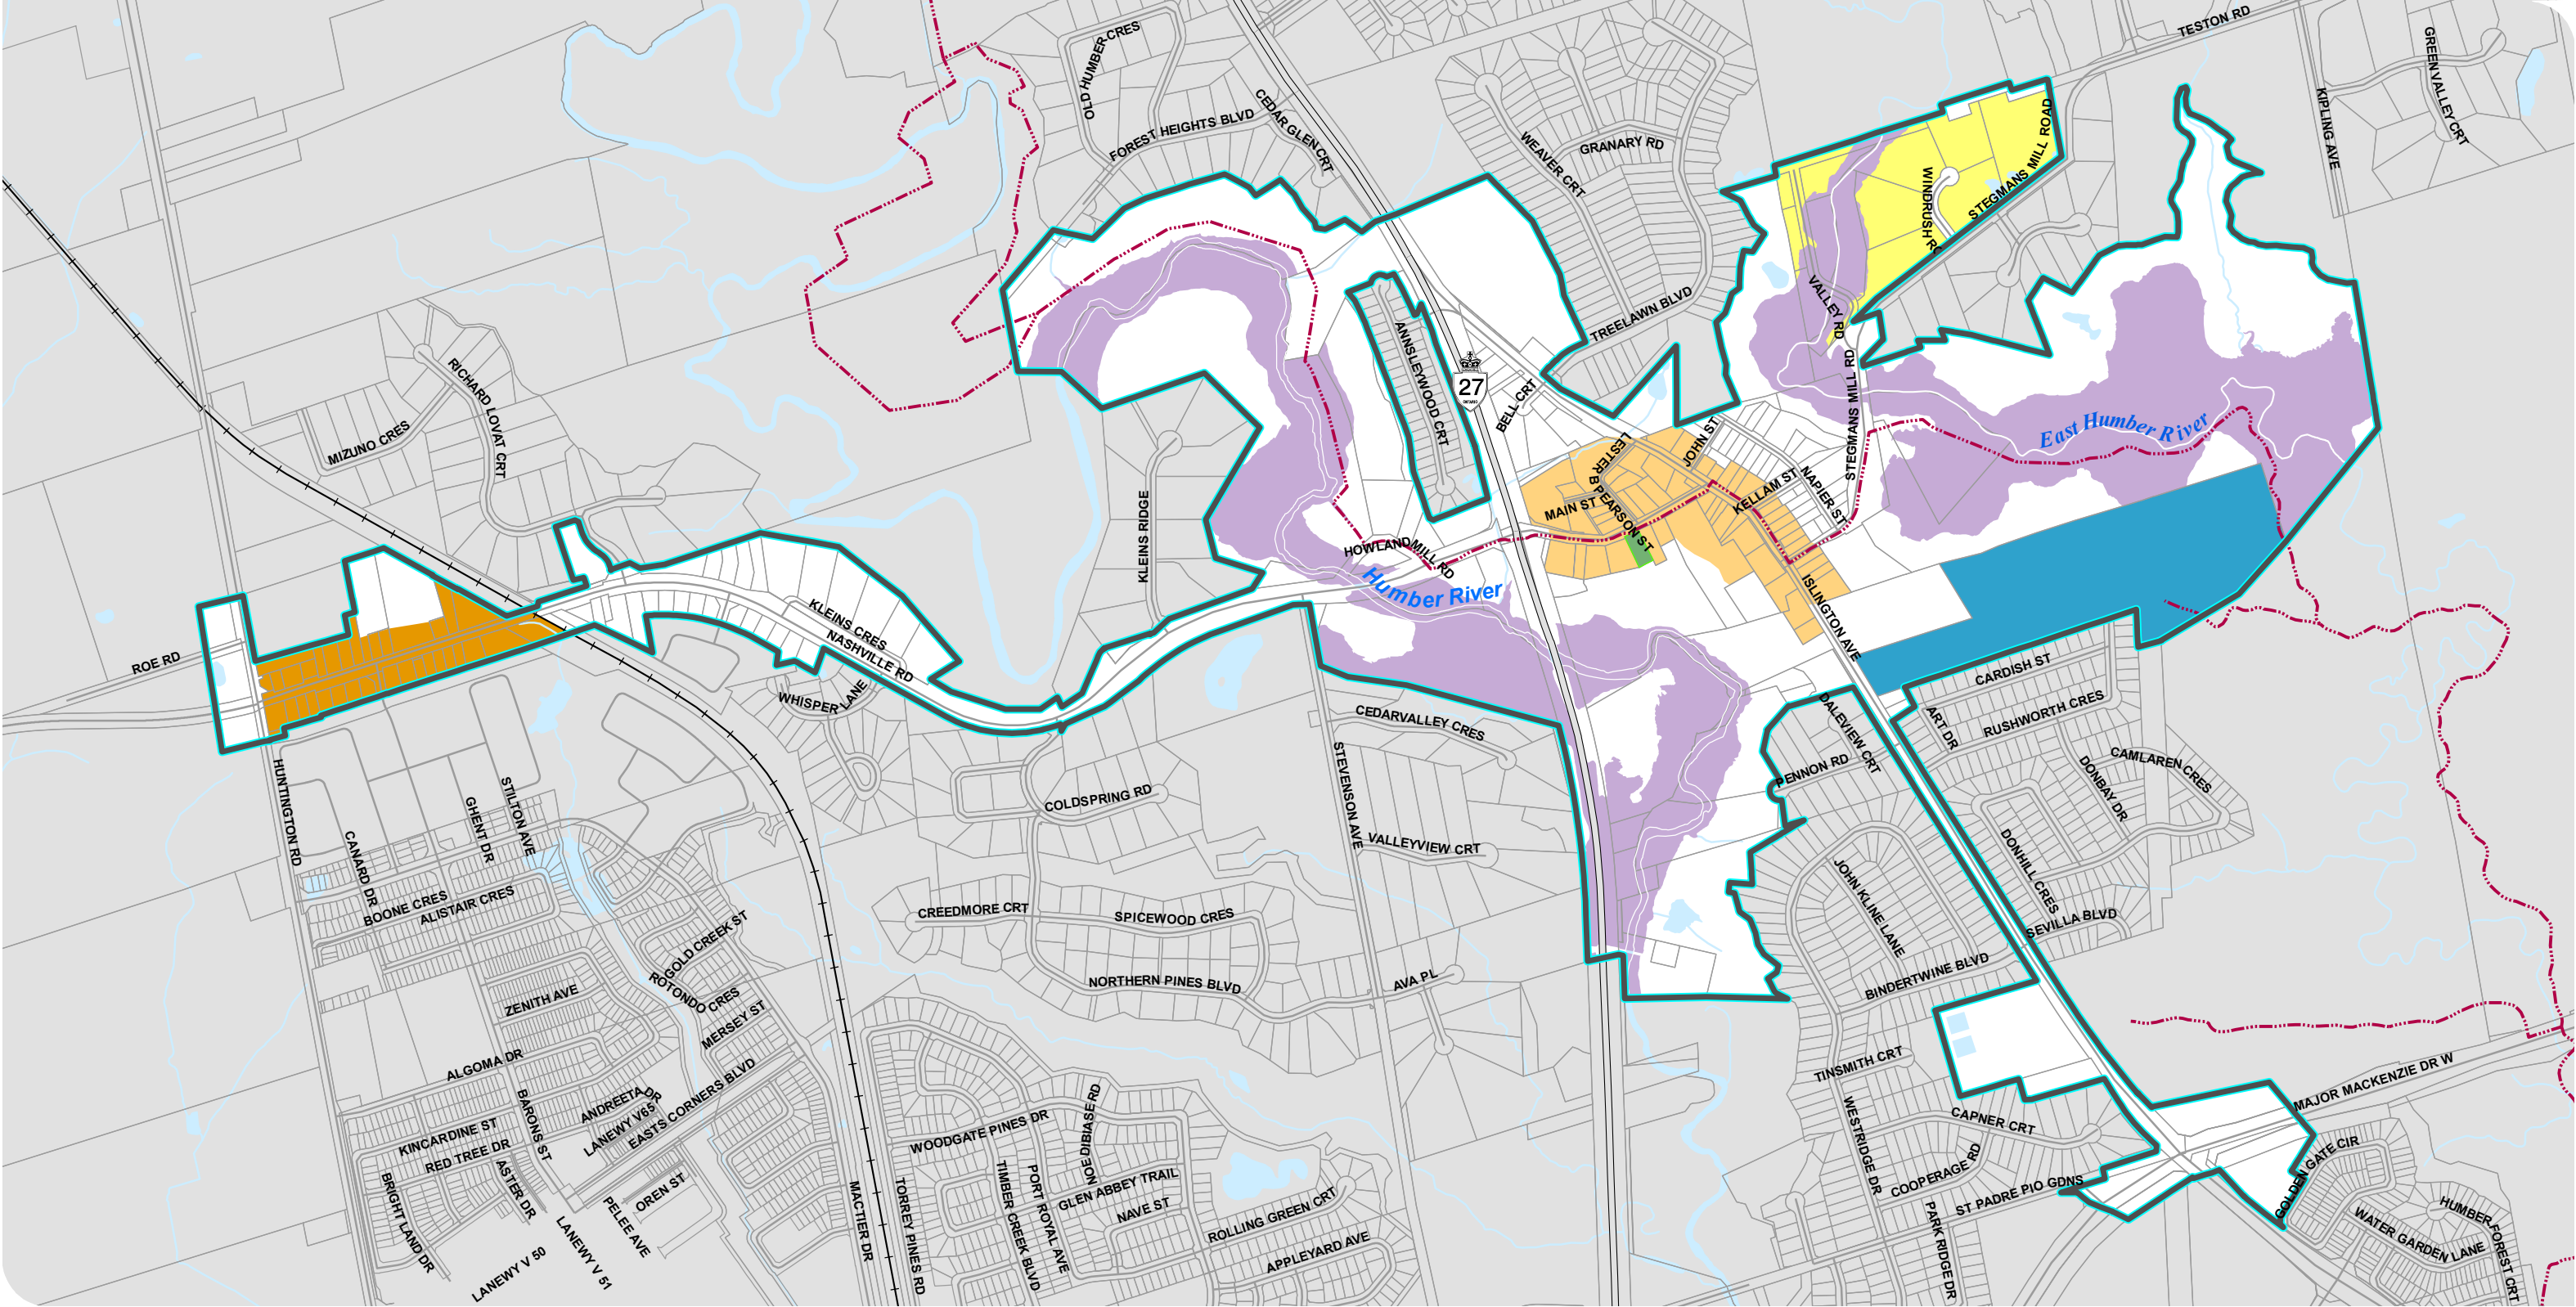 TESTON RD
OLD HUMBER CRES
GREEN VALLEY CRT
KIPLING AVE
CEDAR GLEN CRT
FOREST HEIGHTS BLVD
WEAVER CRT
GRANARY RD
STEGMANS MILL ROAD
WINDRUSH RD
VALLEY RD
TREELAWN BLVD
ANNSLEYWOOD CRT
27
ONTARIO
BELL CRT
STEGMANS MILL RD
East Humber River
RICHARD LOVAT CRT
MIZUNO CRES
LESTER B PEARSON ST
JOHN ST
NAPIER ST
KELLAM ST
MAIN ST
KLEINS RIDGE
HOWLAND MILL RD
Humber River
ISLINGTON AVE
KLEINS CRES
NASHVILLE RD
ROE RD
WHISPER LANE
CARDISH ST
ART DR
RUSHWORTH CRES
DALEVIEW CRT
CEDARVALLEY CRES
PENNON RD
CAMLAREN CRES
DONBAY DR
HUNTINGTON RD
STILTON AVE
GHENT DR
CANARD DR
STEVENSON AVE
COLDSPRING RD
VALLEYVIEW CRT
DONHILL CRES
JOHN KLINE LANE
BOONE CRES
ALISTAIR CRES
CREEDMORE CRT
SPICEWOOD CRES
SEVILLA BLVD
GOLD CREEK ST
ROTONDO CRES
NORTHERN PINES BLVD
AVA PL
BINDERTWINE BLVD
ZENITH AVE
MERSEY ST
ALGOMA DR
TINSMITH CRT
MAJOR MACKENZIE DR W
BARONS ST
ANDREETA DR
LANEWY V65
EASTS CORNERS BLVD
KINCARDINE ST
RED TREE DR
WOODGATE PINES DR
JOE DIBIASE RD
WESTRIDGE DR
CAPNER CRT
COOPERAGE RD
GOLDEN GATE CIR
ASTER DR
BRIGHT LAND DR
OREN ST
PELEE AVE
MACTIER DR
TORREY PINES RD
TIMBER CREEK BLVD
PORT ROYAL AVE
GLEN ABBEY TRAIL
NAVE ST
ROLLING GREEN CRT
APPLEYARD AVE
ST PADRE PIO GDNS
PARK RIDGE DR
HUMBER FOREST CRT
WATER GARDEN LANE
LANEWY V 50
LANEWY V 51